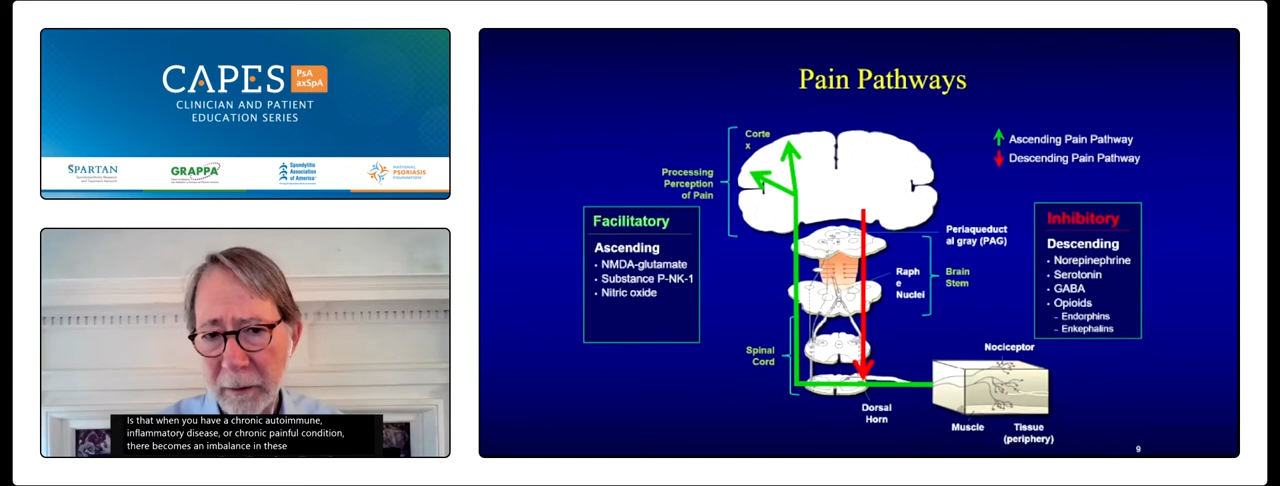 CAPES
PsA
axSpA
CLINICIAN AND PATIENT
EDUCATION SERIES
SPARTAN
GRAPPA
Spondylitis
Association
of America
NATIONAL
PSORIASIS
FOUNDATION
Is that when you have a chronic autoimmune,
inflammatory disease, or chronic painful condition,
there becomes an imbalance in these
Pain Pathways
Ascending Pain Pathway
Descending Pain Pathway
Corte
x
Processing
Perception
of Pain
Facilitatory
Ascending
• NMDA-glutamate
• Substance P-NK-1
• Nitric oxide
Periaqueduct
al gray (PAG)
Raph
e
Nuclei
Brain
Stem
Inhibitory
Descending
• Norepinephrine
• Serotonin
• GABA
• Opioids
– Endorphins
– Enkephalins
Spinal
Cord
Nociceptor
Dorsal
Horn
Muscle
Tissue
(periphery)
9